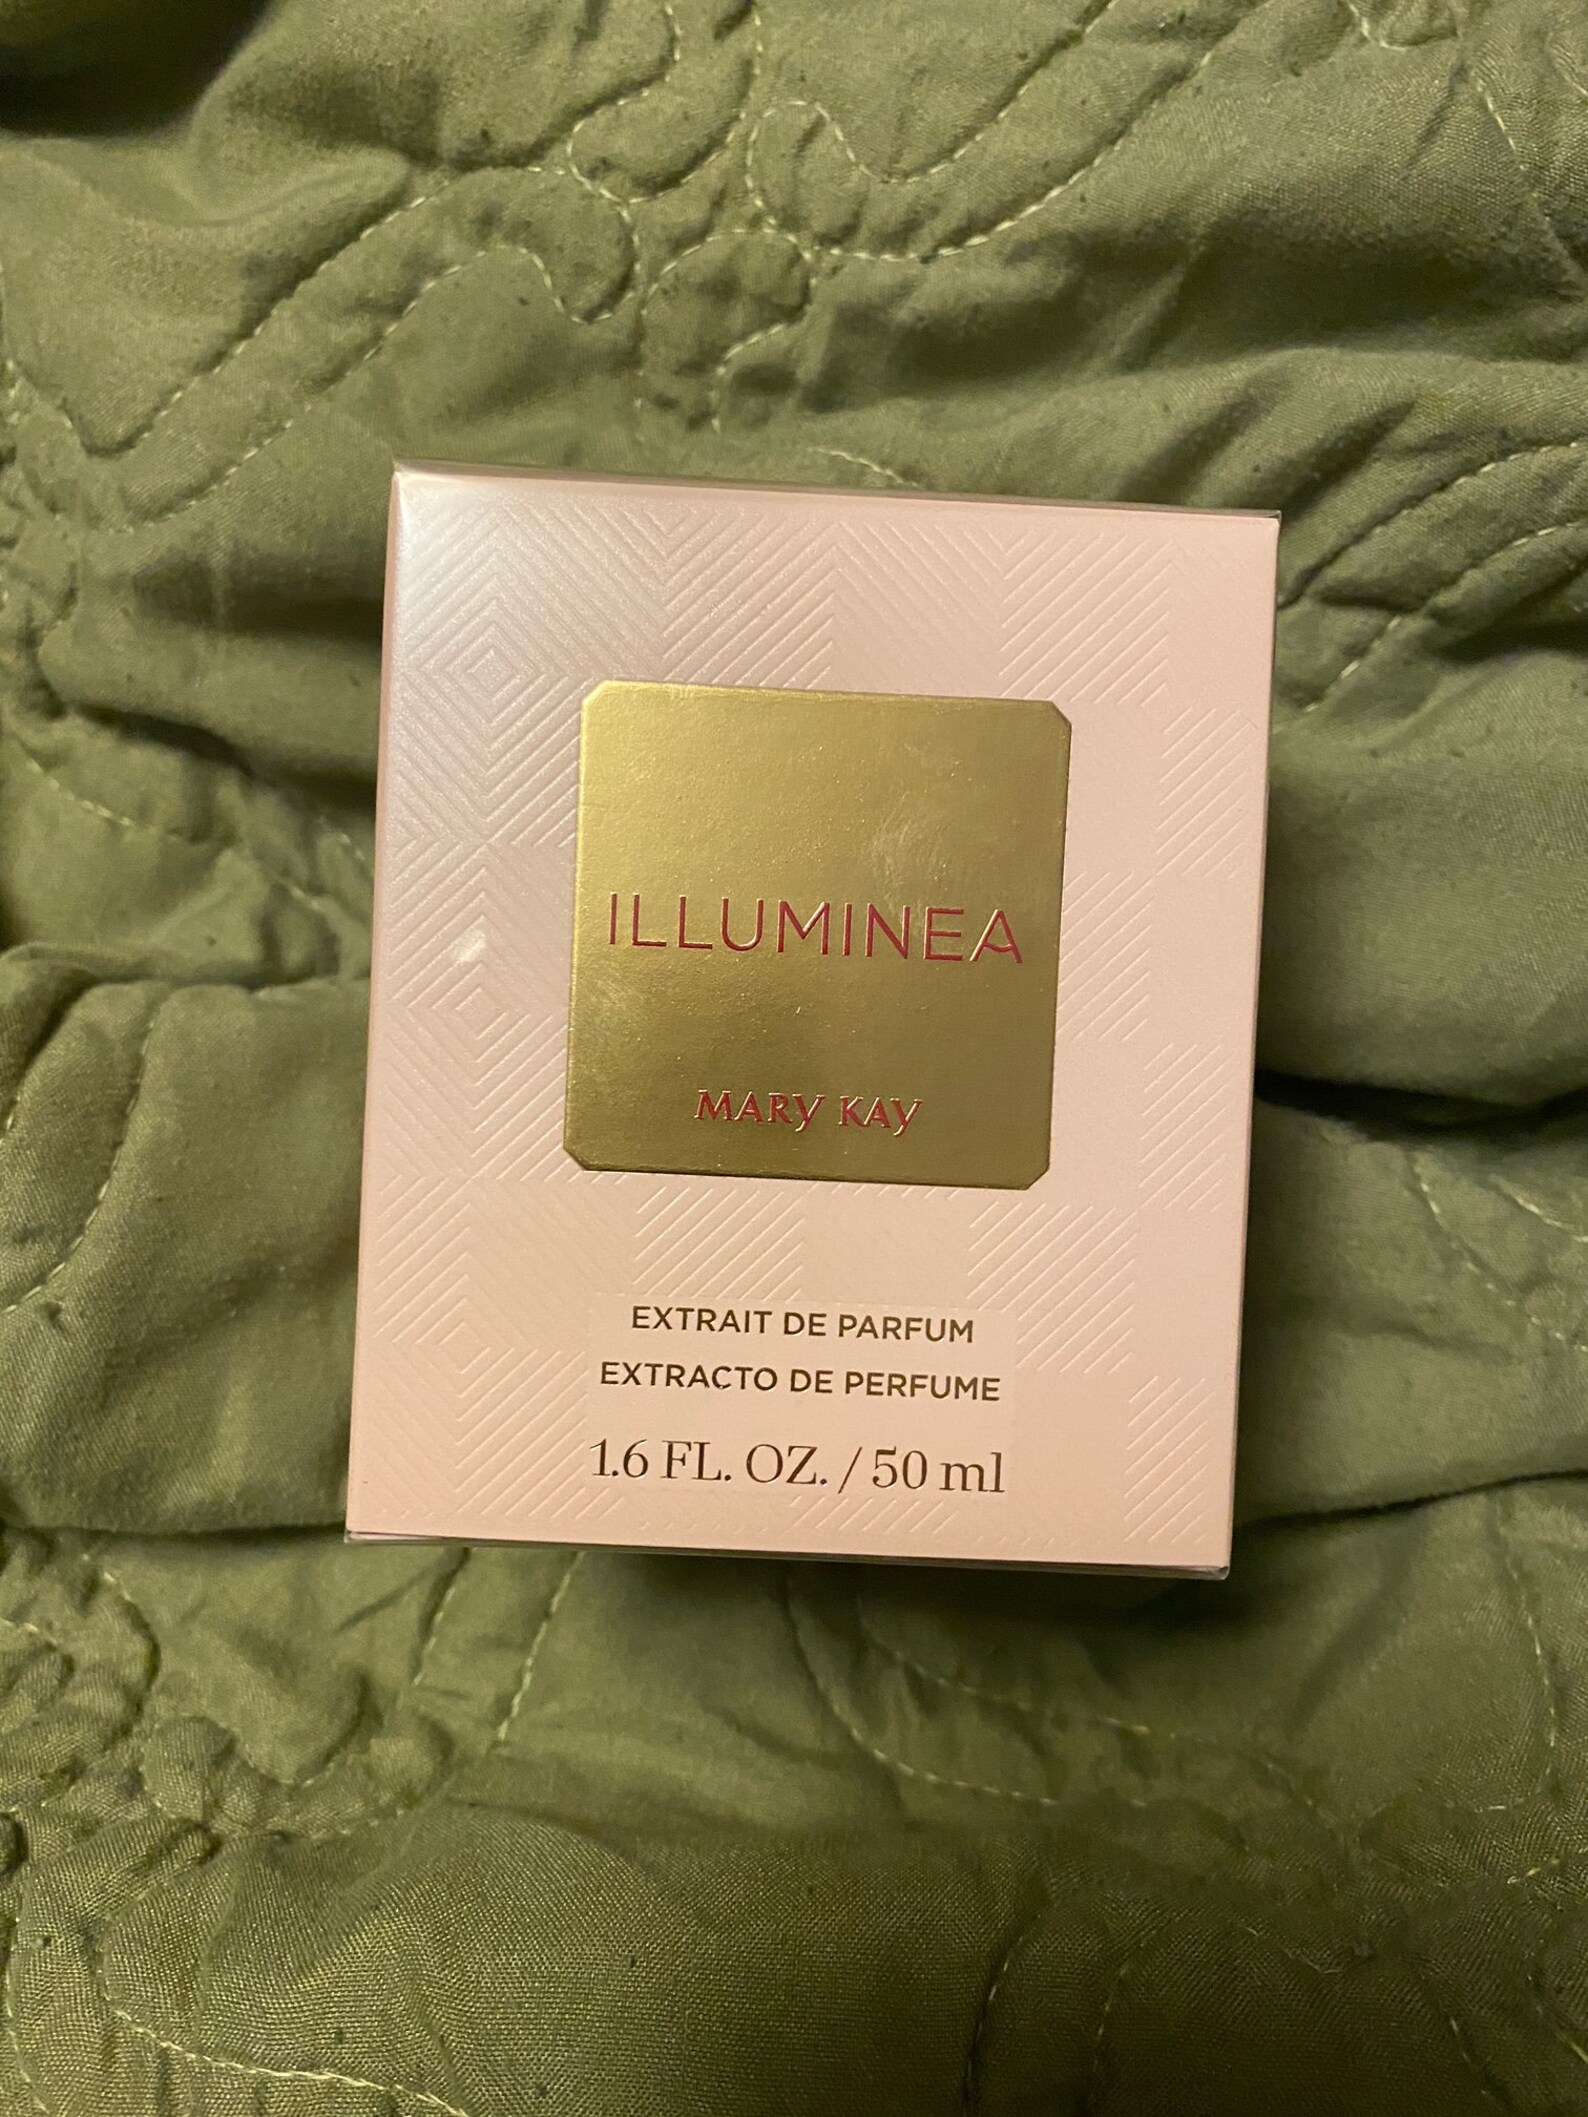 ILLUMINEA
MARY KAY
EXTRAIT DE PARFUM
EXTRACTO DE PERFUME
1.6 FL. OZ. / 50 ml